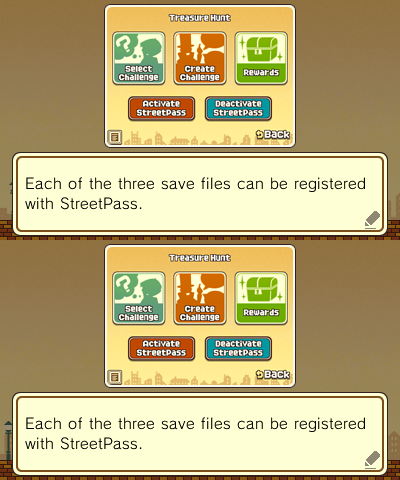 Treasure Hunt
Select
Challenge
Create
Challenge
Rewards
Activate
StreetPass
Deactivate
StreetPass
Back
Each of the three save files can be registered
with StreetPass.
Treasure Hunt
Select
Challenge
Create
Challenge
Rewards
Activate
StreetPass
Deactivate
StreetPass
Back
Each of the three save files can be registered
with StreetPass.